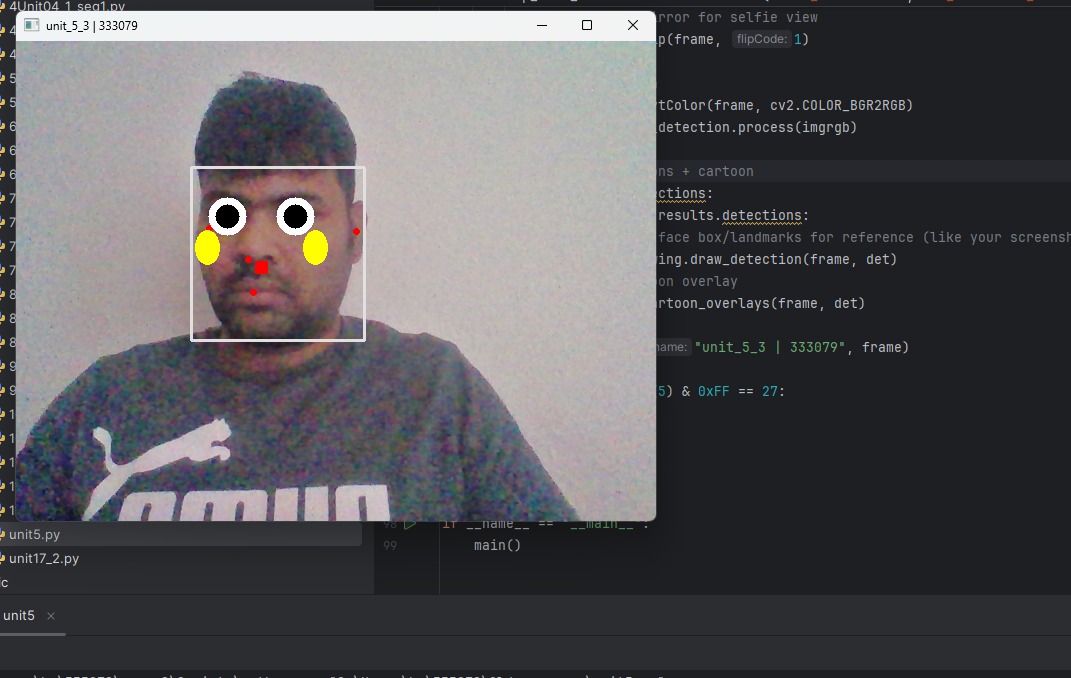 4Unit04_1_seg1.py
unit_5_3 | 333079
rror for selfie view
p(frame, flipCode: 1)
tColor(frame, cv2.COLOR_BGR2RGB)
detection.process(imgrgb)
ns + cartoon
ctions:
results.detections:
face box/landmarks for reference (like your screensh
ing.draw_detection(frame, det)
on overlay
rtoon_overlays(frame, det)
name: "unit_5_3 | 333079", frame)
5) & 0xFF == 27:
98 if __name__ == "__main__":
99 main()
unit5.py
unit17_2.py
ic
unit5